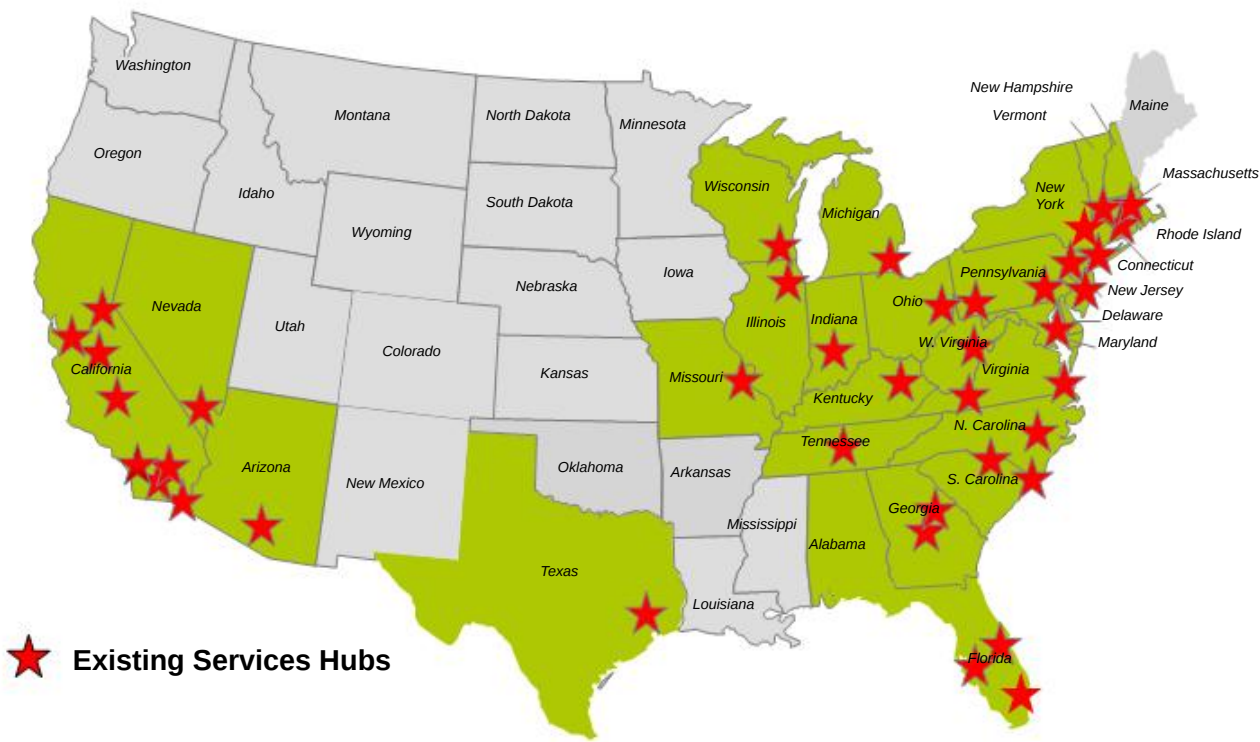 Washington
Montana
North Dakota
Minnesota
Oregon
Idaho
Wyoming
South Dakota
Wisconsin
Michigan
New Hampshire
Vermont
Maine
New
York
Massachusetts
Rhode Island
Connecticut
New Jersey
Delaware
Maryland
Pennsylvania
Nevada
Utah
Colorado
Nebraska
Iowa
Illinois
Indiana
Ohio
W. Virginia
Virginia
California
Kansas
Missouri
Kentucky
Arizona
New Mexico
Oklahoma
Arkansas
Tennessee
N. Carolina
S. Carolina
Georgia
Mississippi
Alabama
Texas
Louisiana
Florida
Existing Services Hubs